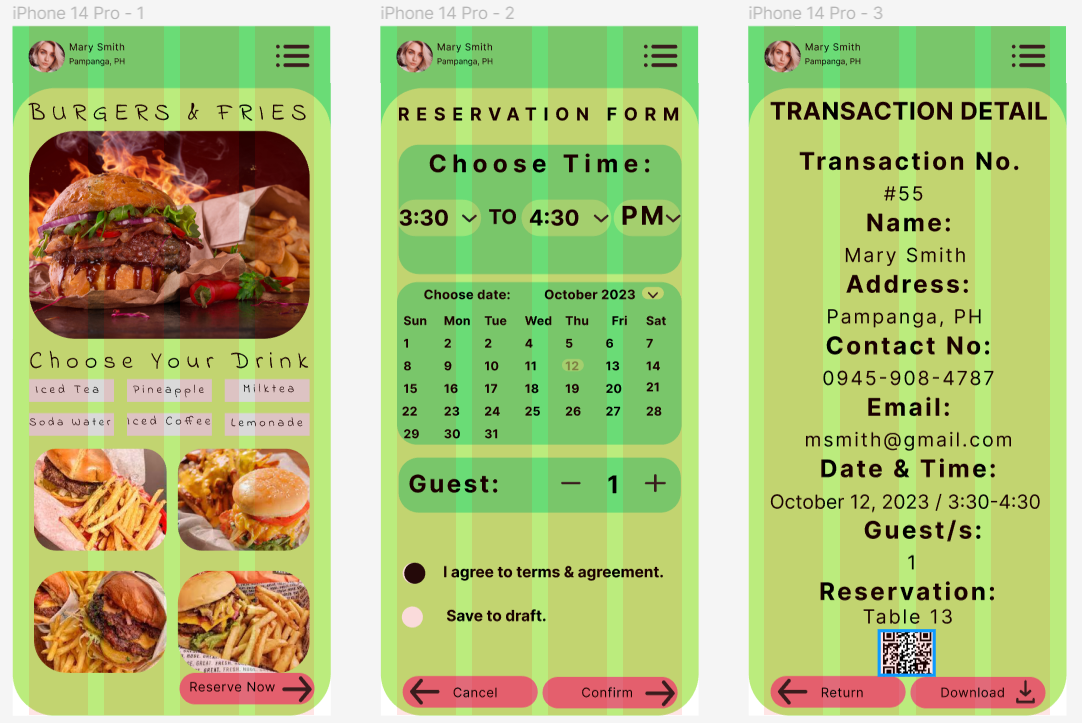 iPhone 14 Pro - 1
Mary Smith
Pampanga, PH
BURGERS & FRIES
Choose Your Drink
Iced Tea Pineapple Milktea
Soda Water Iced Coffee Lemonade
Reserve Now
iPhone 14 Pro - 2
Mary Smith
Pampanga, PH
RESERVATION FORM
Choose Time:
3:30 TO 4:30 PM
Choose date: October 2023
Sun Mon Tue Wed Thu Fri Sat
1 2 2 4 5 6 7
8 9 10 11 12 13 14
15 16 17 18 19 20 21
22 23 24 25 26 27 28
29 30 31
Guest: — 1 +
I agree to terms & agreement.
Save to draft.
Cancel Confirm
iPhone 14 Pro - 3
Mary Smith
Pampanga, PH
TRANSACTION DETAIL
Transaction No.
#55
Name:
Mary Smith
Address:
Pampanga, PH
Contact No:
0945-908-4787
Email:
msmith@gmail.com
Date & Time:
October 12, 2023 / 3:30-4:30
Guest/s:
1
Reservation:
Table 13
Return Download